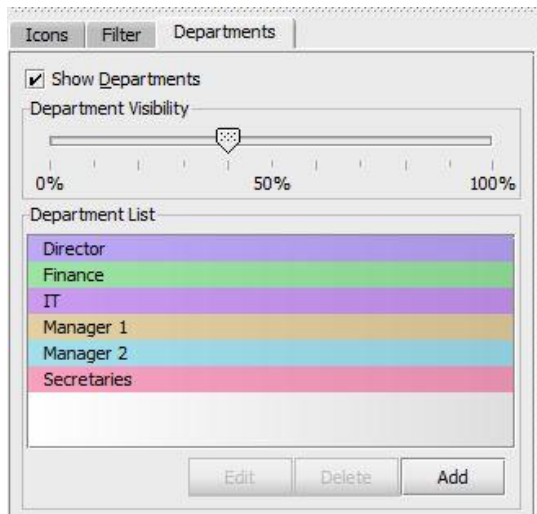 Icons Filter Departments
Show Departments
Department Visibility
0% 50% 100%
Department List
Director
Finance
IT
Manager 1
Manager 2
Secretaries
Edit Delete Add